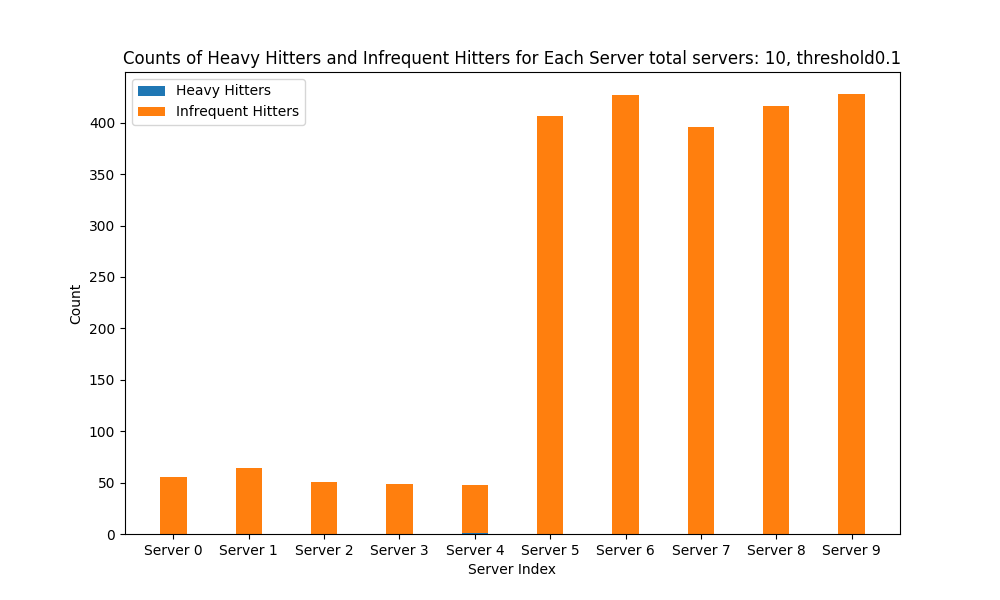 Counts of Heavy Hitters and Infrequent Hitters for Each Server total servers: 10, threshold0.1
Heavy Hitters
Infrequent Hitters
400
350
300
250
200
150
100
50
0
Count
Server 0 Server 1 Server 2 Server 3 Server 4 Server 5 Server 6 Server 7 Server 8 Server 9
Server Index